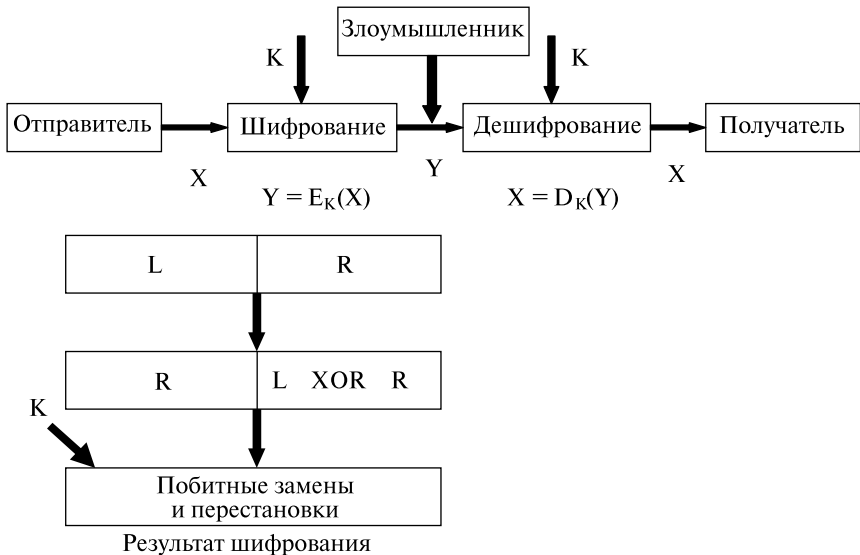 Злоумышленник
K
K
Отправитель
Шифрование
Дешифрование
Получатель
X
Y
X
Y = E_K(X)
X = D_K(Y)
L R
R L XOR R
K
Побитные замены
и перестановки
Результат шифрования